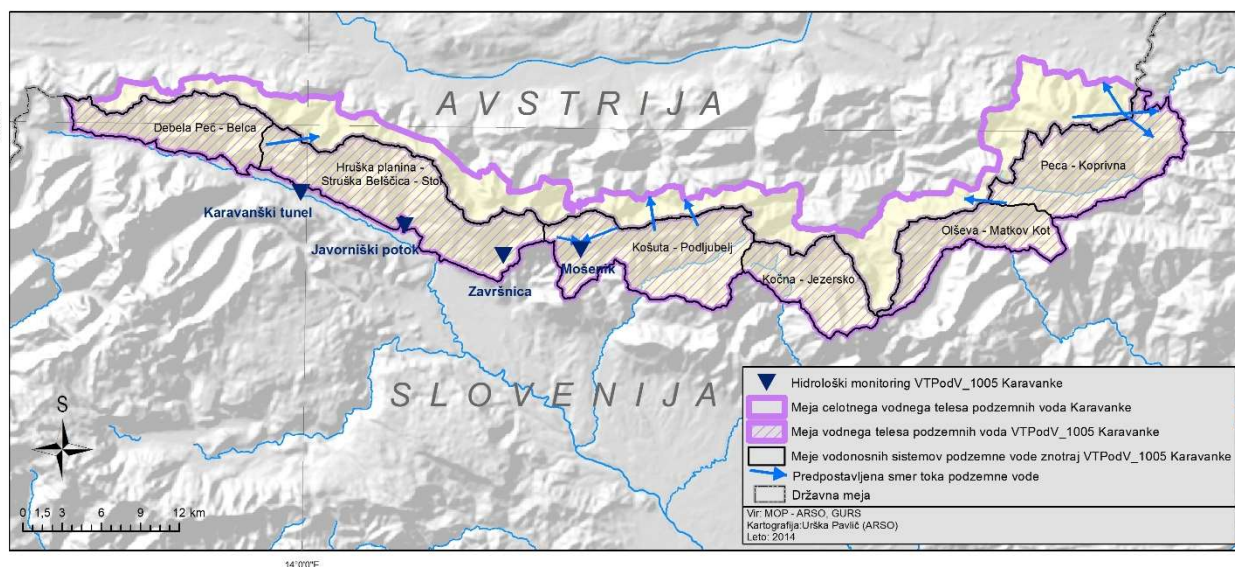 AVSTRIJA
Debela Peč - Belca
Hruška planina -
Struška Belščica - Stol
Karavanški tunel
Javorniški potok
Završnica
Mošenik
Košuta - Podljubelj
Kočna - Jezersko
Olševa - Matkov Kot
Peca - Koprivna
SLOVENIJA
S
0 1,5 3 6 9 12 km
Hidrološki monitoring VTPodV_1005 Karavanke
Meja celotnega vodnega telesa podzemnih voda Karavanke
Meja vodnega telesa podzemnih voda VTPodV_1005 Karavanke
Meje vodonosnih sistemov podzemne vode znotraj VTPodV_1005 Karavanke
Predpostavljena smer toka podzemne vode
Državna meja
Vir: MOP - ARSO, GURS
Kartografija:Urška Pavlič (ARSO)
Leto: 2014
14°0'0"E